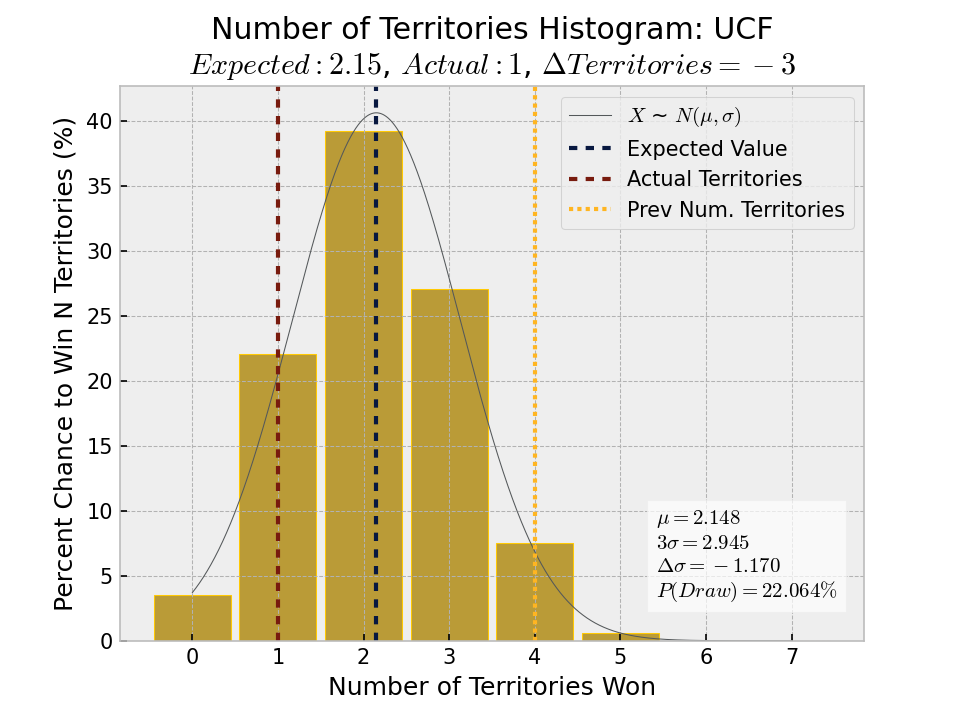 Number of Territories Histogram: UCF
Expected : 2.15, Actual : 1, ΔTerritories = −3
Percent Chance to Win N Territories (%)
40
35
30
25
20
15
10
5
0
X ~ N(μ, σ)
Expected Value
Actual Territories
Prev Num. Territories
μ = 2.148
3σ = 2.945
Δσ = −1.170
P(Draw) = 22.064%
0 1 2 3 4 5 6 7
Number of Territories Won